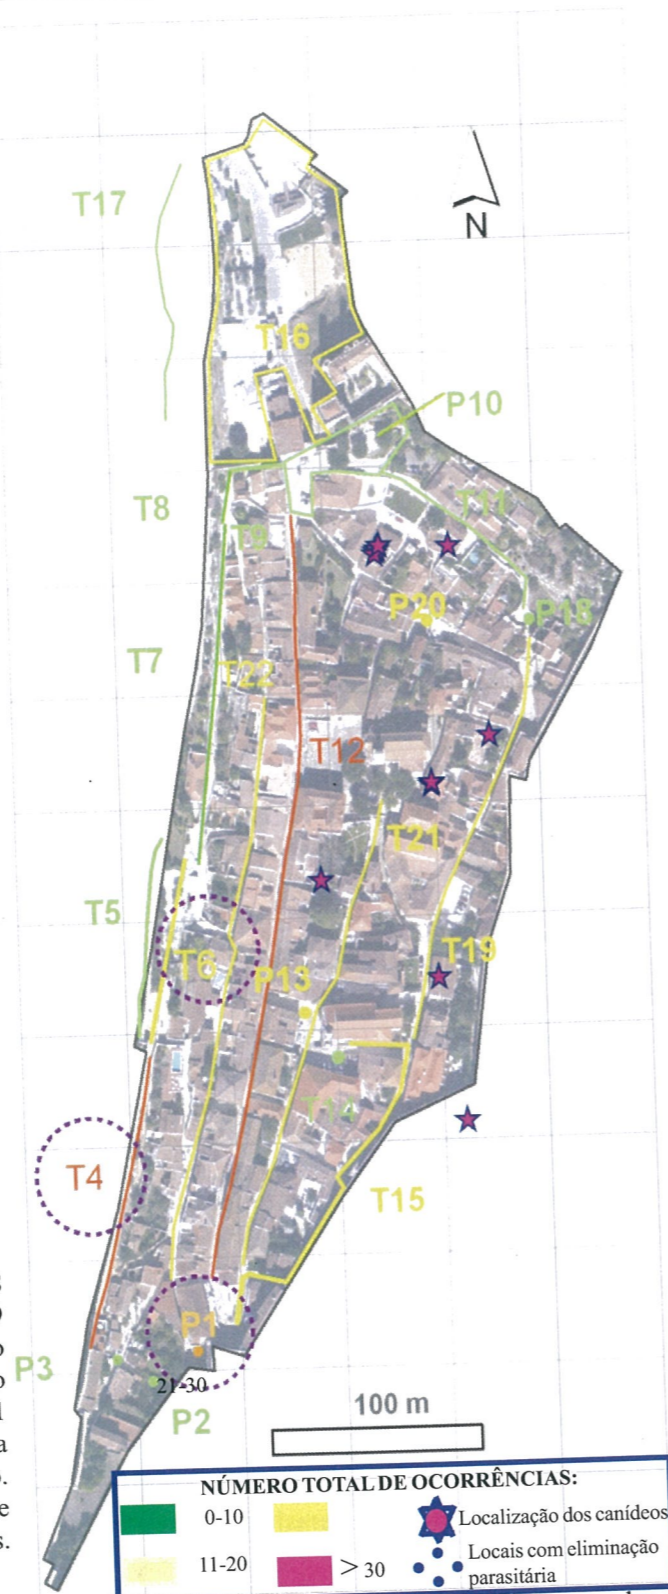 T17
N
T16
P10
T8
T9
T11
P20
P18
T7
T22
T12
T21
T5
T6
T19
P13
T14
T4
T15
P1
P3
21-30
P2
100 m
NÚMERO TOTAL DE OCORRÊNCIAS:
0-10
Localização dos canídeos
11-20
> 30
Locais com eliminação
parasitária